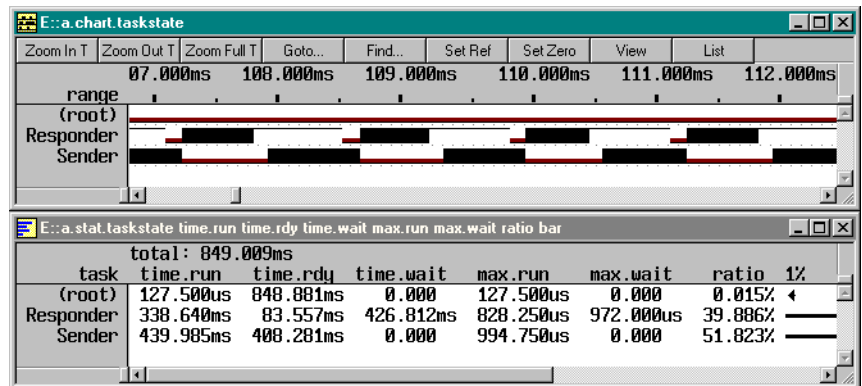 E::a.chart.taskstate
Zoom In T Zoom Out T Zoom Full T Goto... Find... Set Ref Set Zero View List
07.000ms 108.000ms 109.000ms 110.000ms 111.000ms 112.000ms
range
(root)
Responder
Sender
E::a.stat.taskstate time.run time.rdy time.wait max.run max.wait ratio bar
total: 849.009ms
task time.run time.rdy time.wait max.run max.wait ratio 1%
(root) 127.500us 848.881ms 0.000 127.500us 0.000 0.015%
Responder 338.640ms 83.557ms 426.812ms 828.250us 972.000us 39.886%
Sender 439.985ms 408.281ms 0.000 994.750us 0.000 51.823%